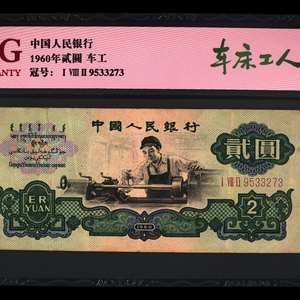 G
RANTY
中国人民银行
1960年贰圆 车工
冠号: I VIII II 9533273
车床工人
中國人民銀行
貳圓
I VIII II 9533273
ER
YUAN
1960
2